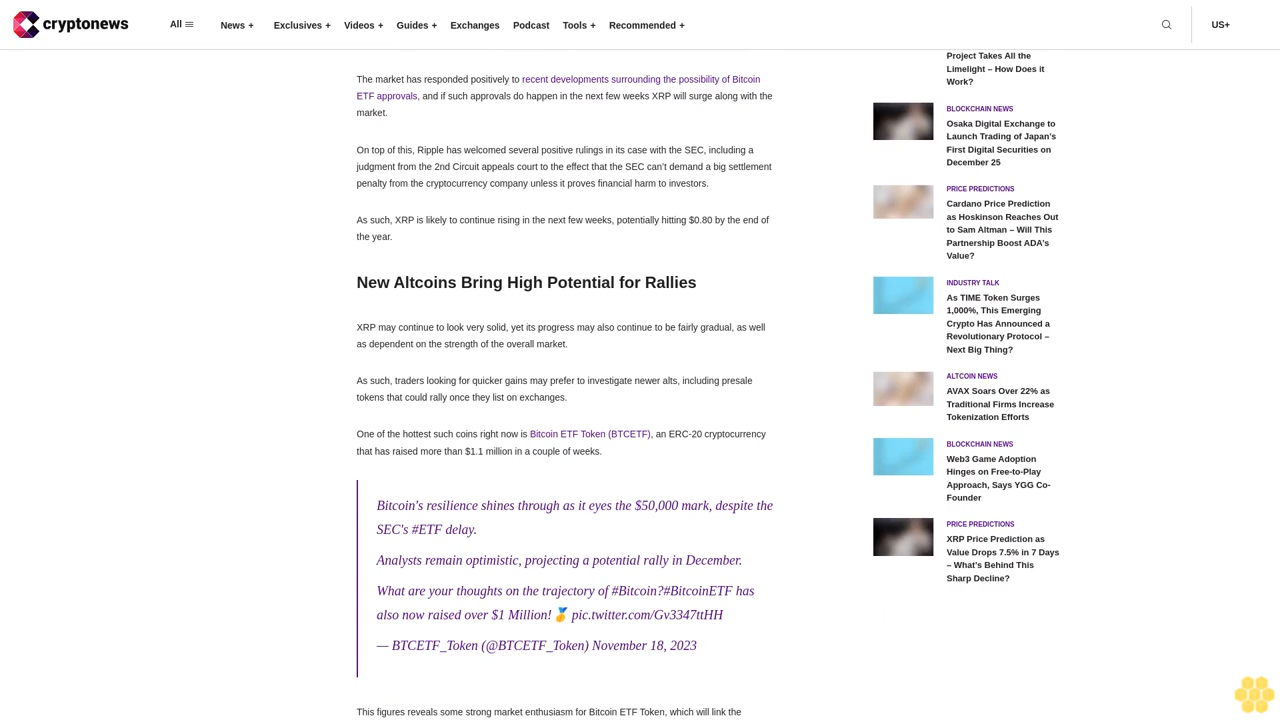 cryptonews
All
News +
Exclusives +
Videos +
Guides +
Exchanges
Podcast
Tools +
Recommended +
US+
The market has responded positively to recent developments surrounding the possibility of Bitcoin
ETF approvals, and if such approvals do happen in the next few weeks XRP will surge along with the
market.
On top of this, Ripple has welcomed several positive rulings in its case with the SEC, including a
judgment from the 2nd Circuit appeals court to the effect that the SEC can’t demand a big settlement
penalty from the cryptocurrency company unless it proves financial harm to investors.
As such, XRP is likely to continue rising in the next few weeks, potentially hitting $0.80 by the end of
the year.
New Altcoins Bring High Potential for Rallies
XRP may continue to look very solid, yet its progress may also continue to be fairly gradual, as well
as dependent on the strength of the overall market.
As such, traders looking for quicker gains may prefer to investigate newer alts, including presale
tokens that could rally once they list on exchanges.
One of the hottest such coins right now is Bitcoin ETF Token (BTCETF), an ERC-20 cryptocurrency
that has raised more than $1.1 million in a couple of weeks.
Bitcoin's resilience shines through as it eyes the $50,000 mark, despite the
SEC's #ETF delay.
Analysts remain optimistic, projecting a potential rally in December.
What are your thoughts on the trajectory of #Bitcoin?#BitcoinETF has
also now raised over $1 Million!🥇 pic.twitter.com/Gv3347ttHH
— BTCETF_Token (@BTCETF_Token) November 18, 2023
This figures reveals some strong market enthusiasm for Bitcoin ETF Token, which will link the
Project Takes All the
Limelight – How Does it
Work?
BLOCKCHAIN NEWS
Osaka Digital Exchange to
Launch Trading of Japan’s
First Digital Securities on
December 25
PRICE PREDICTIONS
Cardano Price Prediction
as Hoskinson Reaches Out
to Sam Altman – Will This
Partnership Boost ADA’s
Value?
INDUSTRY TALK
As TIME Token Surges
1,000%, This Emerging
Crypto Has Announced a
Revolutionary Protocol –
Next Big Thing?
ALTCOIN NEWS
AVAX Soars Over 22% as
Traditional Firms Increase
Tokenization Efforts
BLOCKCHAIN NEWS
Web3 Game Adoption
Hinges on Free-to-Play
Approach, Says YGG Co-
Founder
PRICE PREDICTIONS
XRP Price Prediction as
Value Drops 7.5% in 7 Days
– What’s Behind This
Sharp Decline?